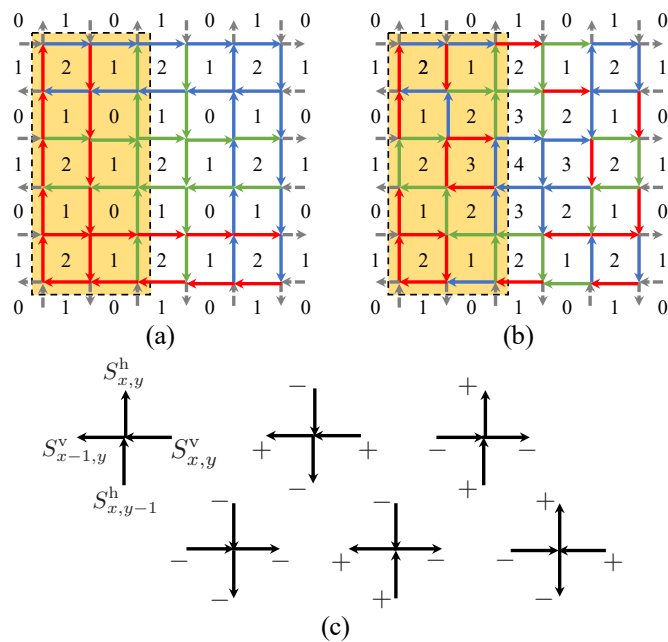 0 1 0 1 0 1 0 0 1 0 1 0 1 0
1 2 1 2 1 2 1 1 2 1 0 1 2 1
0 1 0 1 0 1 0 0 1 2 3 2 1 0
1 2 1 2 1 2 1 1 2 3 4 3 2 1
0 1 0 1 0 1 0 0 1 2 3 2 1 0
1 2 1 2 1 2 1 1 2 1 0 1 2 1
0 1 0 1 0 1 0 0 1 0 1 0 1 0
(a) (b)
S^h_{x,y} − +
S^v_{x−1,y} S^v_{x,y} + + − −
S^h_{x,y−1} − +
− − +
− − + − − +
− + −
(c)